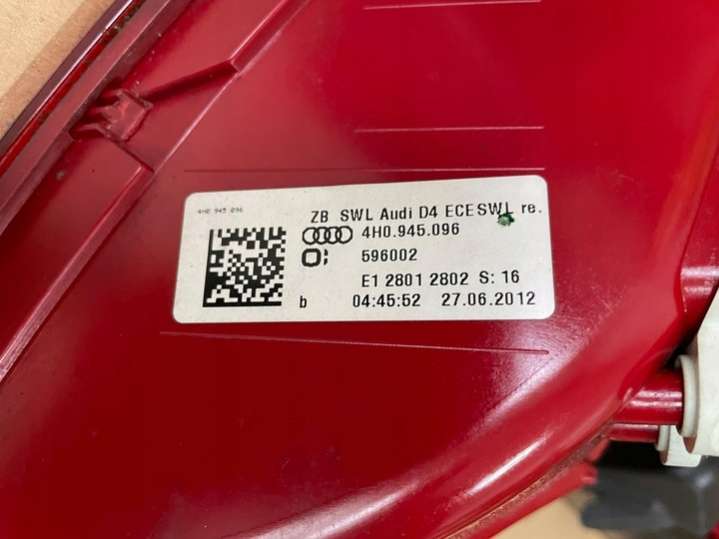 4H0 945 096
ZB SWL Audi D4 ECESWL re.
4H0.945.096
596002
E1 2801 2802 S: 16
b 04:45:52 27.06.2012